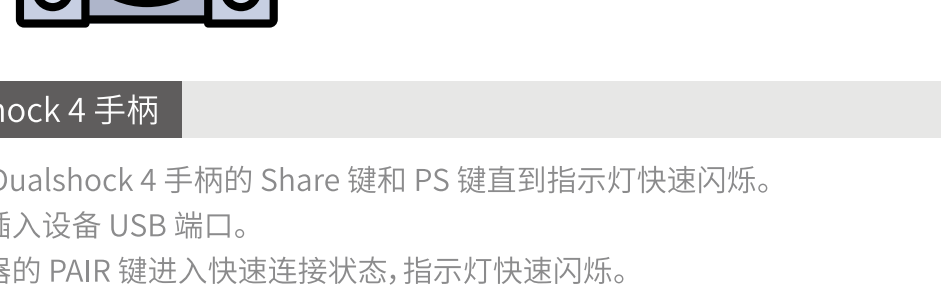 hock 4 手柄
Dualshock 4 手柄的 Share 键和 PS 键直到指示灯快速闪烁。
插入设备 USB 端口。
器的 PAIR 键进入快速连接状态,指示灯快速闪烁。